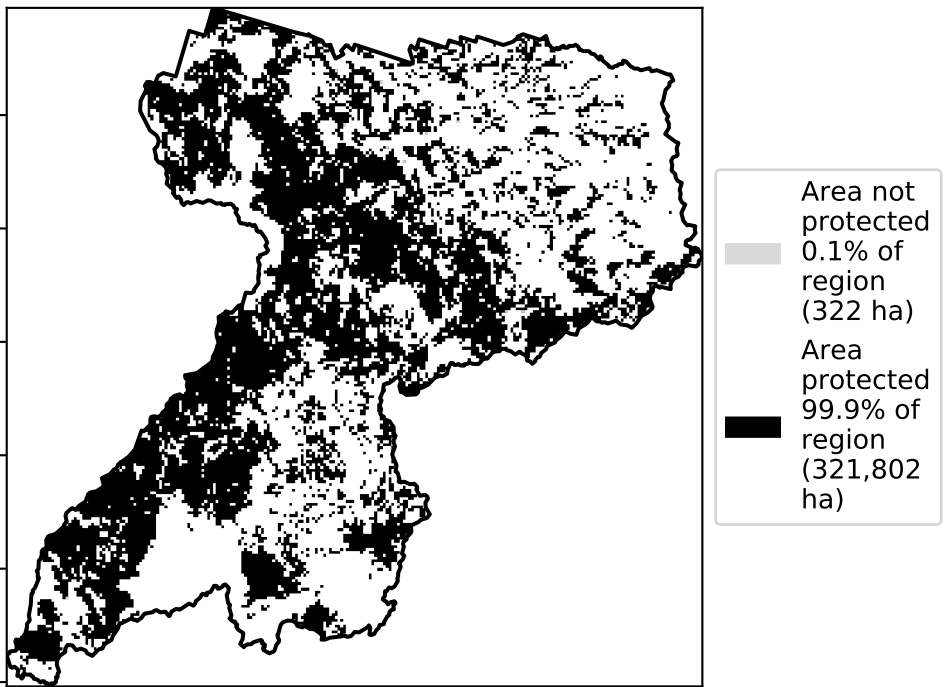 Area not
protected
0.1% of
region
(322 ha)
Area
protected
99.9% of
region
(321,802
ha)